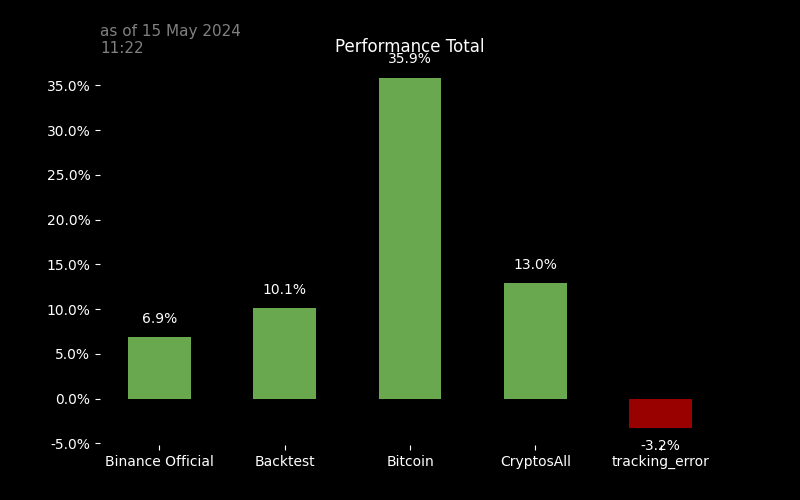 as of 15 May 2024
11:22
Performance Total
35.9%
35.0%
30.0%
25.0%
20.0%
15.0%
13.0%
10.0%
10.1%
6.9%
5.0%
0.0%
-5.0%
-3.2%
Binance Official
Backtest
Bitcoin
CryptosAll
tracking_error